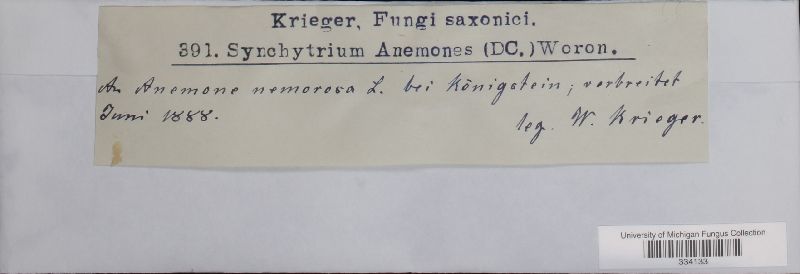 Krieger, Fungi saxonici.
391. Synchytrium Anemones (DC.) Woron.
An Anemone nemorosa L. bei Königstein; verbreitet
Juni 1888.
leg. W. Krieger.
University of Michigan Fungus Collection
334133